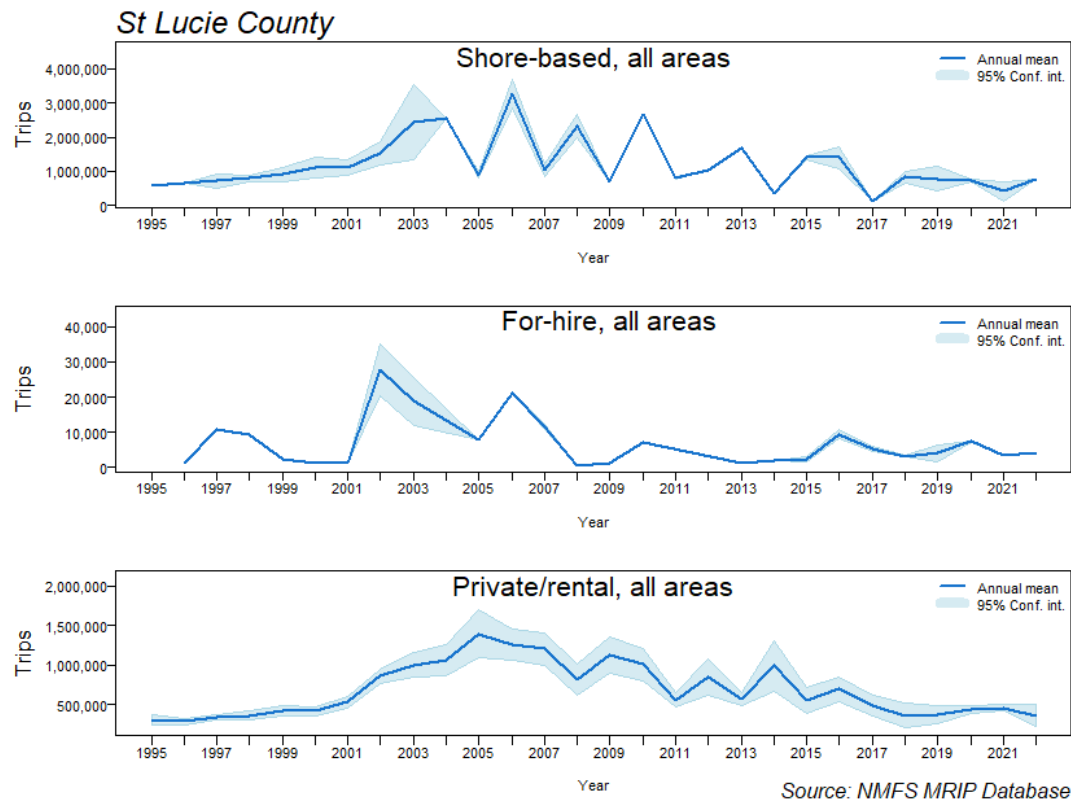 St Lucie County
Shore-based, all areas
Annual mean
95% Conf. int.
Trips
4,000,000
3,000,000
2,000,000
1,000,000
0
1995 1997 1999 2001 2003 2005 2007 2009 2011 2013 2015 2017 2019 2021
Year
For-hire, all areas
Annual mean
95% Conf. int.
Trips
40,000
30,000
20,000
10,000
0
1995 1997 1999 2001 2003 2005 2007 2009 2011 2013 2015 2017 2019 2021
Year
Private/rental, all areas
Annual mean
95% Conf. int.
Trips
2,000,000
1,500,000
1,000,000
500,000
1995 1997 1999 2001 2003 2005 2007 2009 2011 2013 2015 2017 2019 2021
Year
Source: NMFS MRIP Database